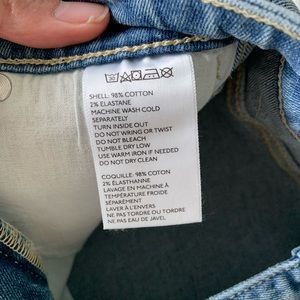 30
SHELL: 98% COTTON
2% ELASTANE
MACHINE WASH COLD
SEPARATELY
TURN INSIDE OUT
DO NOT WRING OR TWIST
DO NOT BLEACH
TUMBLE DRY LOW
USE WARM IRON IF NEEDED
DO NOT DRY CLEAN
COQUILLE: 98% COTON
2% ÉLASTHANNE
LAVAGE EN MACHINE À
TEMPÉRATURE FROIDE
SÉPARÉMENT
LAVER À L'ENVERS
NE PAS TORDU OU TORDRE
NE PAS EAU DE JAVEL